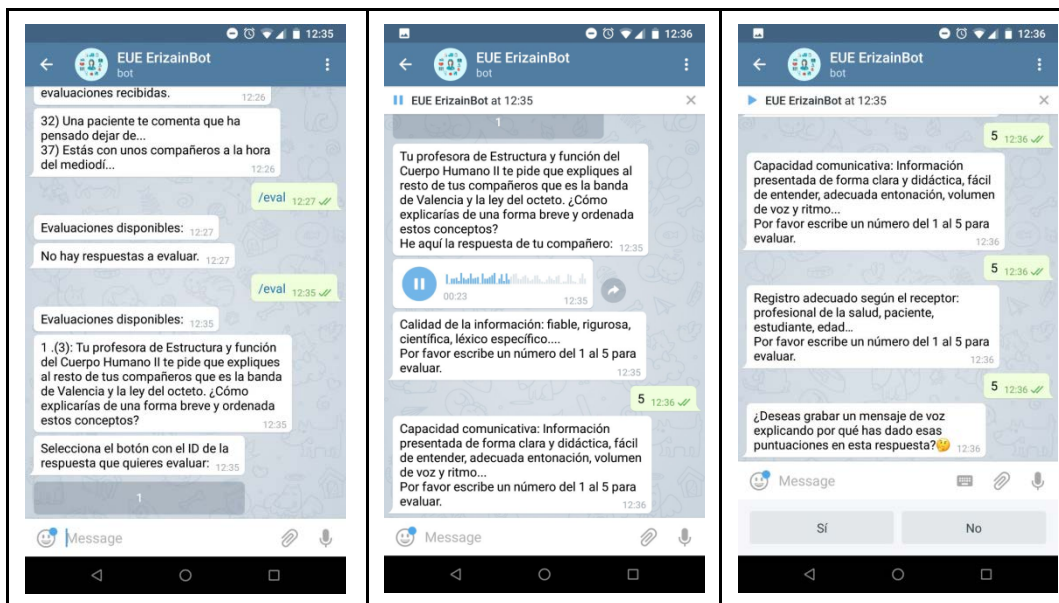 12:35
EUE ErizainBot
bot
evaluaciones recibidas.
12:26
32) Una paciente te comenta que ha
pensado dejar de...
37) Estás con unos compañeros a la hora
del mediodí...
12:26
/eval 12:27
Evaluaciones disponibles: 12:27
No hay respuestas a evaluar. 12:27
/eval 12:35
Evaluaciones disponibles: 12:35
1 .(3): Tu profesora de Estructura y función
del Cuerpo Humano II te pide que expliques
al resto de tus compañeros que es la banda
de Valencia y la ley del octeto. ¿Cómo
explicarías de una forma breve y ordenada
estos conceptos?
12:35
Selecciona el botón con el ID de la
respuesta que quieres evaluar: 12:35
1
Message
12:36
EUE ErizainBot
bot
EUE ErizainBot at 12:35
1
Tu profesora de Estructura y función del
Cuerpo Humano II te pide que expliques al
resto de tus compañeros que es la banda
de Valencia y la ley del octeto. ¿Cómo
explicarías de una forma breve y ordenada
estos conceptos?
He aquí la respuesta de tu compañero: 12:35
00:23
12:35
Calidad de la información: fiable, rigurosa,
científica, léxico específico....
Por favor escribe un número del 1 al 5 para
evaluar.
12:35
5 12:36
Capacidad comunicativa: Información
presentada de forma clara y didáctica, fácil
de entender, adecuada entonación, volumen
de voz y ritmo...
Por favor escribe un número del 1 al 5 para
evaluar.
12:36
Message
12:36
EUE ErizainBot
bot
EUE ErizainBot at 12:35
5 12:36
Capacidad comunicativa: Información
presentada de forma clara y didáctica, fácil
de entender, adecuada entonación, volumen
de voz y ritmo...
Por favor escribe un número del 1 al 5 para
evaluar.
12:36
5 12:36
Registro adecuado según el receptor:
profesional de la salud, paciente,
estudiante, edad…
Por favor escribe un número del 1 al 5 para
evaluar.
12:36
5 12:36
¿Deseas grabar un mensaje de voz
explicando por qué has dado esas
puntuaciones en esta respuesta?🤔 12:36
Message
Sí
No